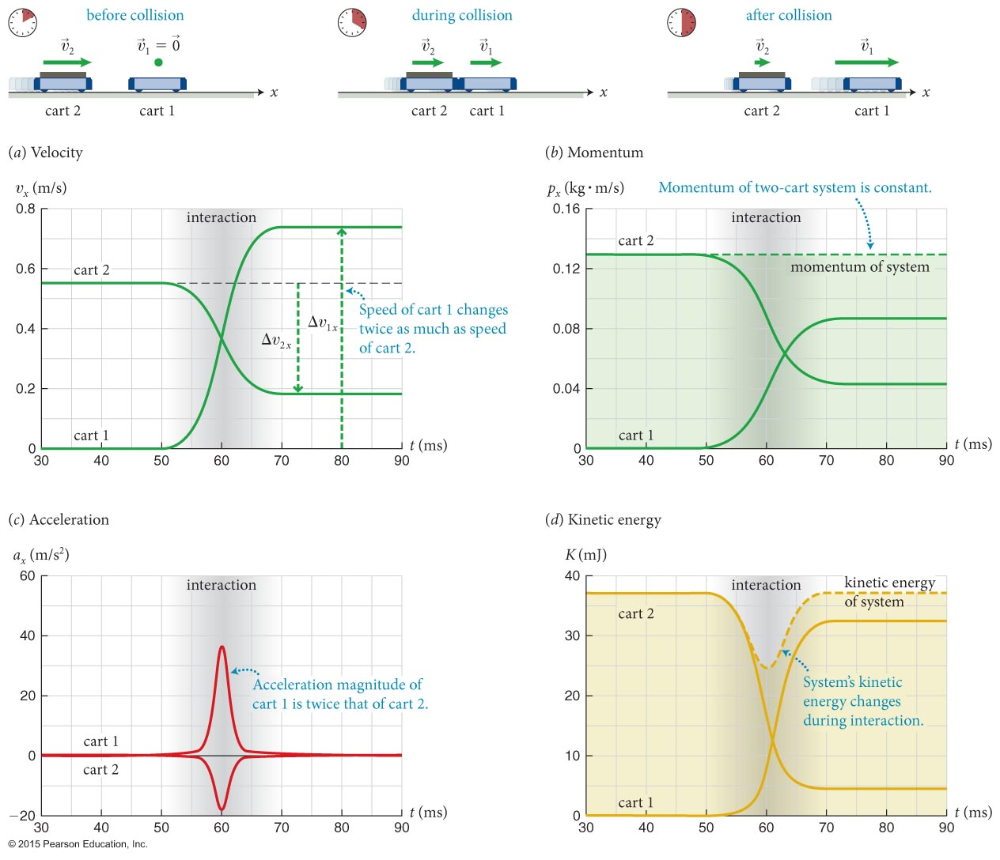 before collision
v⃗₂
v⃗₁ = 0⃗
x
cart 2
cart 1
during collision
v⃗₂
v⃗₁
x
cart 2
cart 1
after collision
v⃗₂
v⃗₁
x
cart 2
cart 1
(a) Velocity
vₓ (m/s)
0.8
0.6
0.4
0.2
0
interaction
cart 2
cart 1
Δv₂ₓ
Δv₁ₓ
Speed of cart 1 changes
twice as much as speed
of cart 2.
30 40 50 60 70 80 90
t (ms)
(b) Momentum
pₓ (kg · m/s)
Momentum of two-cart system is constant.
0.16
0.12
0.08
0.04
0
interaction
cart 2
momentum of system
cart 1
30 40 50 60 70 80 90
t (ms)
(c) Acceleration
aₓ (m/s²)
60
40
20
0
−20
interaction
Acceleration magnitude of
cart 1 is twice that of cart 2.
cart 1
cart 2
30 40 50 60 70 80 90
t (ms)
(d) Kinetic energy
K (mJ)
40
30
20
10
0
interaction
kinetic energy
of system
cart 2
System’s kinetic
energy changes
during interaction.
cart 1
30 40 50 60 70 80 90
t (ms)
© 2015 Pearson Education, Inc.